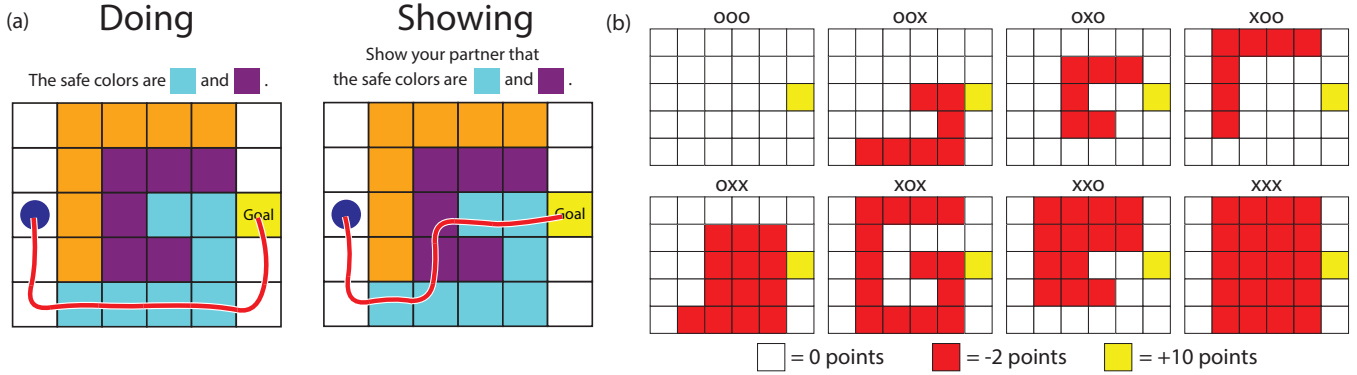 (a)
Doing
The safe colors are and .
Goal
Showing
Show your partner that
the safe colors are and .
Goal
(b)
ooo
oox
oxo
xoo
oxx
xox
xxo
xxx
= 0 points
= -2 points
= +10 points